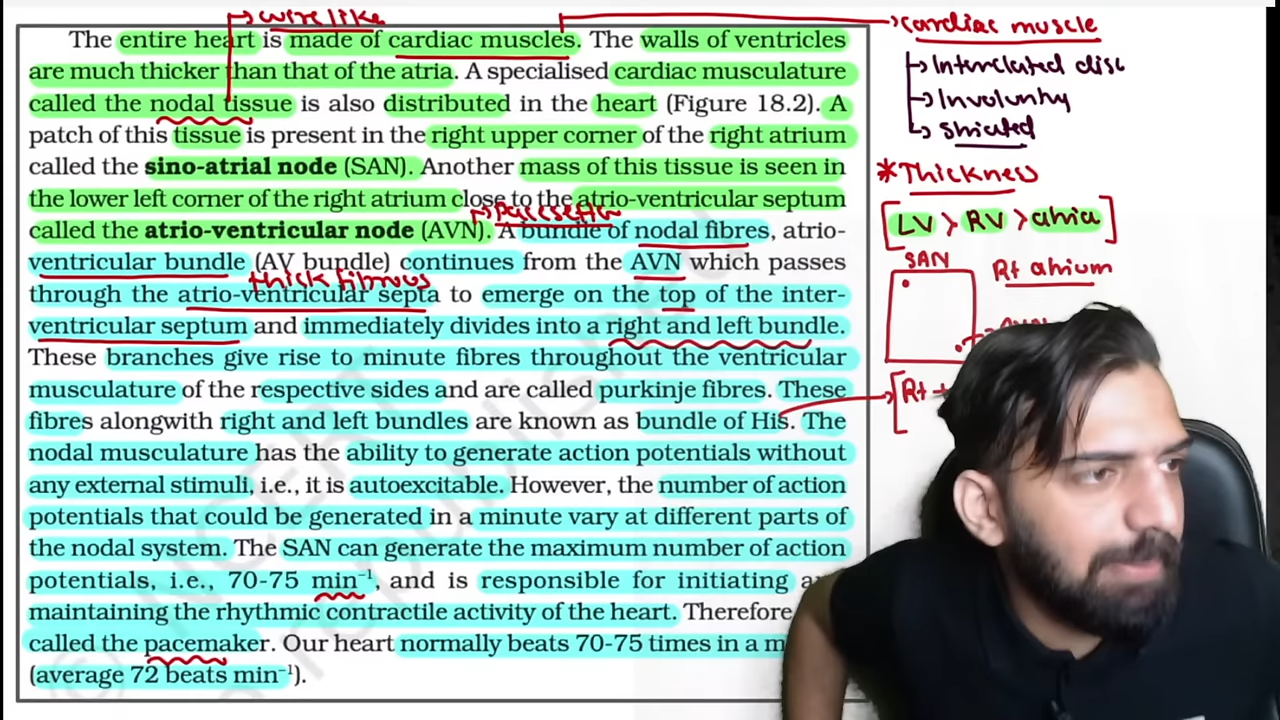 wire like
The entire heart is made of cardiac muscles. The walls of ventricles
are much thicker than that of the atria. A specialised cardiac musculature
called the nodal tissue is also distributed in the heart (Figure 18.2). A
patch of this tissue is present in the right upper corner of the right atrium
called the sino-atrial node (SAN). Another mass of this tissue is seen in
the lower left corner of the right atrium close to the atrio-ventricular septum
called the atrio-ventricular node (AVN). A bundle of nodal fibres, atrio-
ventricular bundle (AV bundle) continues from the AVN which passes
thick fibrous
through the atrio-ventricular septa to emerge on the top of the inter-
ventricular septum and immediately divides into a right and left bundle.
These branches give rise to minute fibres throughout the ventricular
musculature of the respective sides and are called purkinje fibres. These
fibres alongwith right and left bundles are known as bundle of His. The
nodal musculature has the ability to generate action potentials without
any external stimuli, i.e., it is autoexcitable. However, the number of action
potentials that could be generated in a minute vary at different parts of
the nodal system. The SAN can generate the maximum number of action
potentials, i.e., 70-75 min⁻¹, and is responsible for initiating
maintaining the rhythmic contractile activity of the heart. Therefore
called the pacemaker. Our heart normally beats 70-75 times in a
(average 72 beats min⁻¹).
cardiac muscle
Interclated disc
Involunty
Striated
*Thickness
[LV > RV > atria]
SAN
Rt atrium
[Rt +